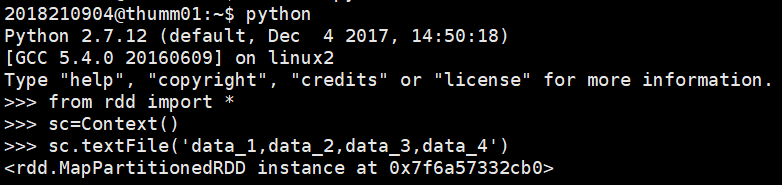 2018210904@thumm01:~$ python
Python 2.7.12 (default, Dec  4 2017, 14:50:18)
[GCC 5.4.0 20160609] on linux2
Type "help", "copyright", "credits" or "license" for more information.
>>> from rdd import *
>>> sc=Context()
>>> sc.textFile('data_1,data_2,data_3,data_4')
<rdd.MapPartitionedRDD instance at 0x7f6a57332cb0>